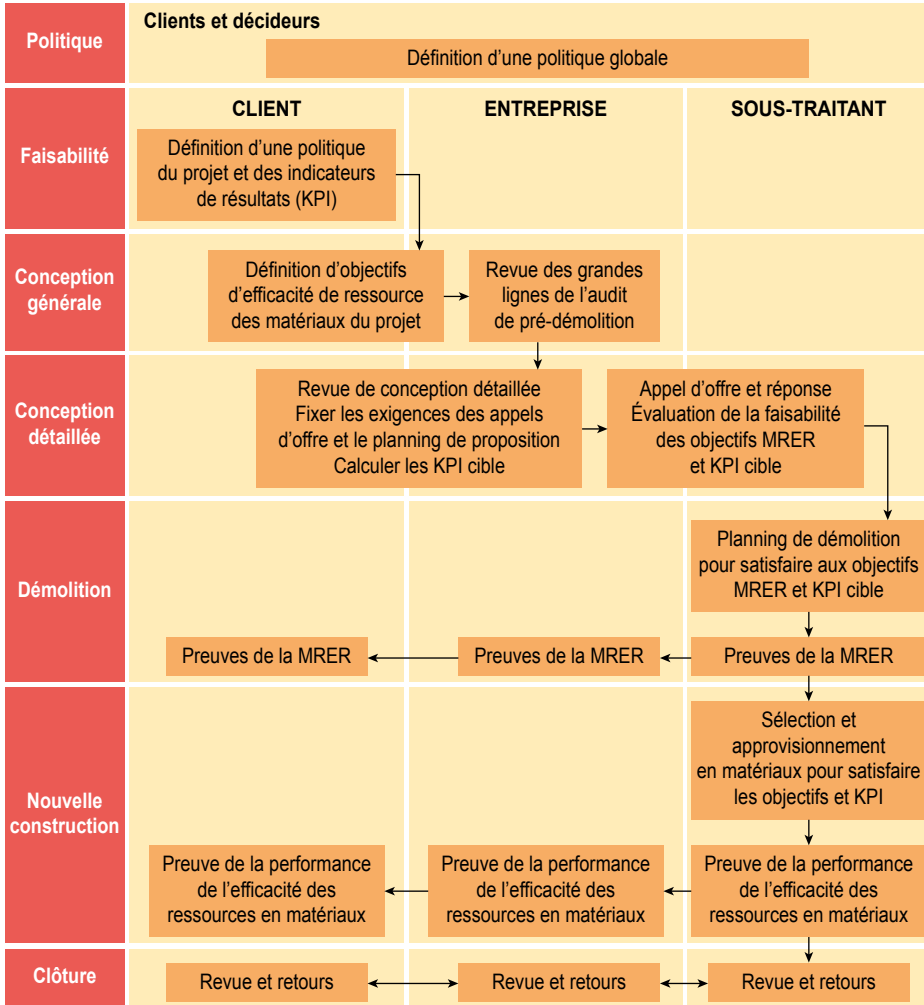 Politique
Clients et décideurs
Définition d’une politique globale
CLIENT
ENTREPRISE
SOUS-TRAITANT
Faisabilité
Définition d’une politique
du projet et des indicateurs
de résultats (KPI)
Conception
générale
Définition d’objectifs
d’efficacité de ressource
des matériaux du projet
Revue des grandes
lignes de l’audit
de pré-démolition
Conception
détaillée
Revue de conception détaillée
Fixer les exigences des appels
d’offre et le planning de proposition
Calculer les KPI cible
Appel d’offre et réponse
Évaluation de la faisabilité
des objectifs MRER
et KPI cible
Démolition
Planning de démolition
pour satisfaire aux objectifs
MRER et KPI cible
Preuves de la MRER
Preuves de la MRER
Preuves de la MRER
Nouvelle
construction
Sélection et
approvisionnement
en matériaux pour satisfaire
les objectifs et KPI
Preuve de la performance
de l’efficacité des
ressources en matériaux
Preuve de la performance
de l’efficacité des
ressources en matériaux
Preuve de la performance
de l’efficacité des
ressources en matériaux
Clôture
Revue et retours
Revue et retours
Revue et retours